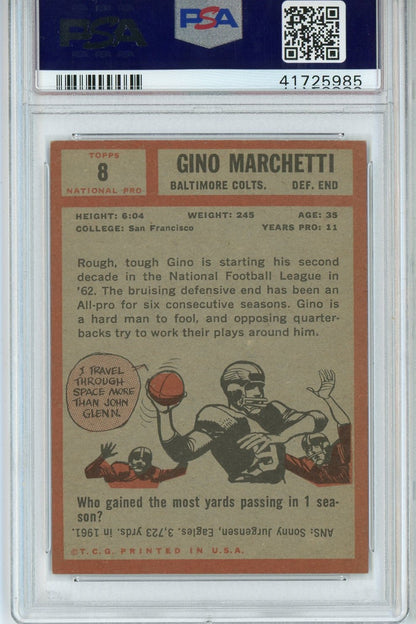 PSA
PSA
41725985
TOPPS
8
NATIONAL PRO
GINO MARCHETTI
BALTIMORE COLTS. DEF. END
HEIGHT: 6:04 WEIGHT: 245 AGE: 35
COLLEGE: San Francisco YEARS PRO: 11
Rough, tough Gino is starting his second
decade in the National Football League in
'62. The bruising defensive end has been an
All-pro for six consecutive seasons. Gino is
a hard man to fool, and opposing quarter-
backs try to work their plays around him.
I TRAVEL
THROUGH
SPACE MORE
THAN JOHN
GLENN.
Who gained the most yards passing in 1 sea-
son?
ANS: Sonny Jurgensen, Eagles. 3,723 yrds. in 1961.
©T.C.G. PRINTED IN U.S.A.